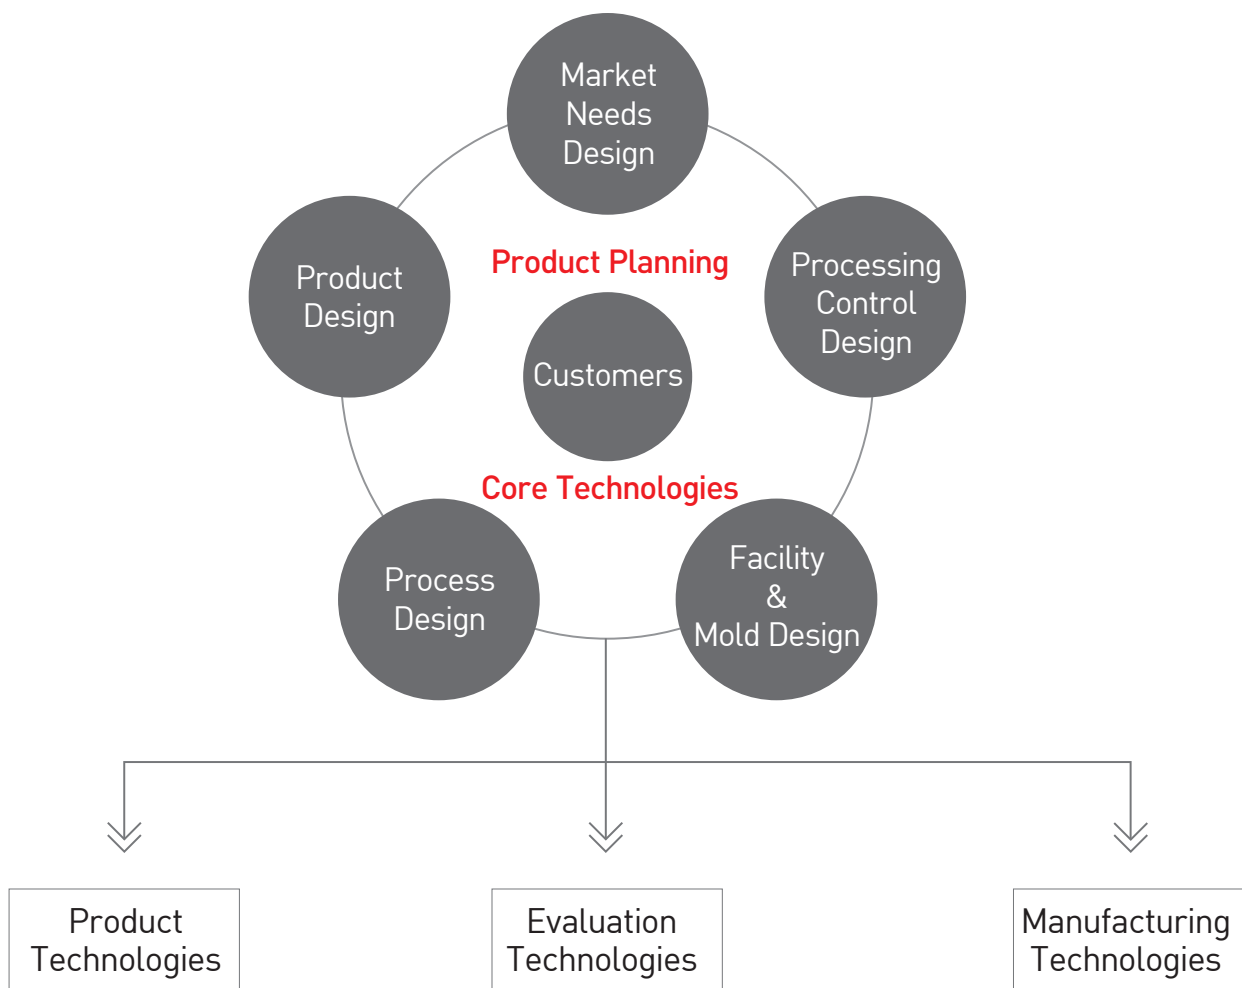 Market
Needs
Design
Product
Design
Product Planning
Processing
Control
Design
Customers
Core Technologies
Process
Design
Facility
&
Mold Design
Product
Technologies
Evaluation
Technologies
Manufacturing
Technologies